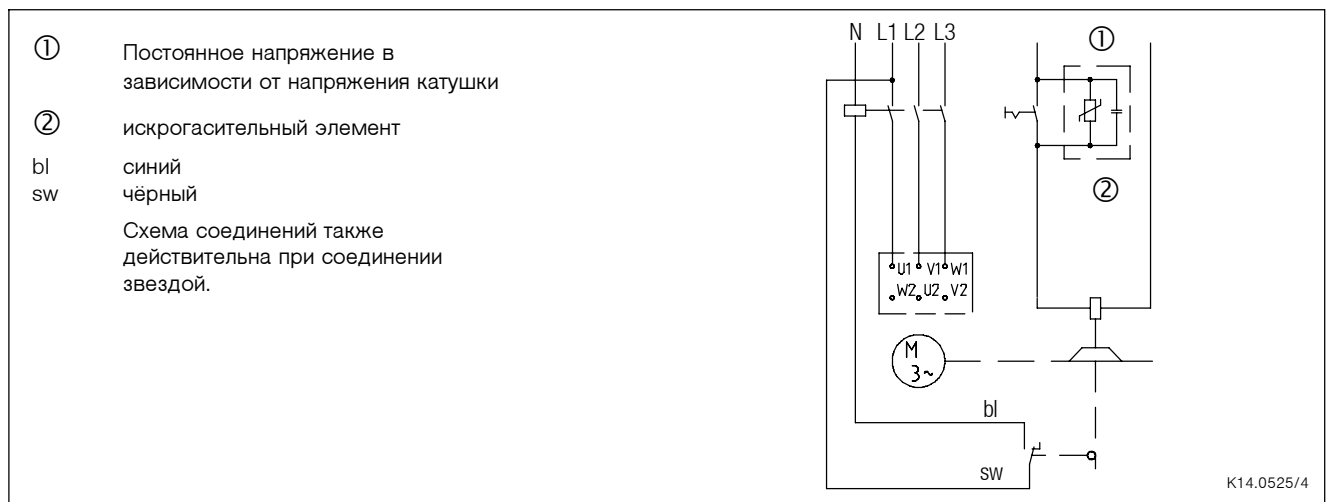 ① Постоянное напряжение в
зависимости от напряжения катушки
② искрогасительный элемент
bl синий
sw чёрный
Схема соединений также
действительна при соединении
звездой.
N L1 L2 L3
①
②
U1 V1 W1
W2 U2 V2
M
3~
bl
sw
K14.0525/4